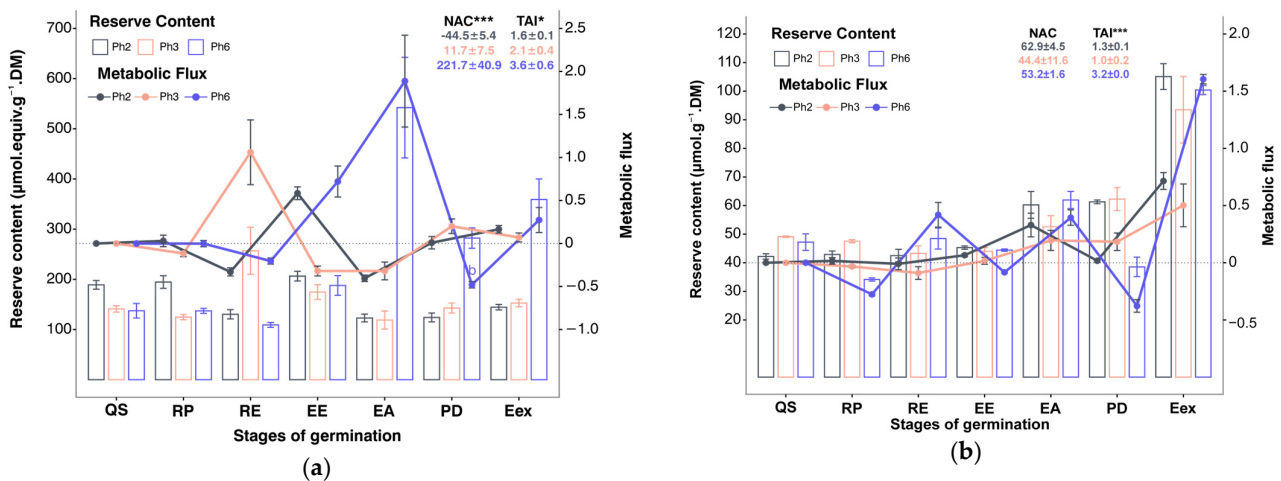 700
600
500
400
300
200
100
Reserve content (μmol.equiv.g⁻¹.DM)
Reserve Content
Ph2 Ph3 Ph6
Metabolic Flux
Ph2 Ph3 Ph6
NAC*** TAI*
-44.5±5.4 1.6±0.1
11.7±7.5 2.1±0.4
221.7±40.9 3.6±0.6
b
2.5
2.0
1.5
1.0
0.5
0
−0.5
−1.0
Metabolic flux
QS RP RE EE EA PD Eex
Stages of germination
(a)
120
110
100
90
80
70
60
50
40
30
20
Reserve content (μmol.g⁻¹.DM)
Reserve Content
Ph2 Ph3 Ph6
Metabolic Flux
Ph2 Ph3 Ph6
NAC TAI***
62.9±4.5 1.3±0.1
44.4±11.6 1.0±0.2
53.2±1.6 3.2±0.0
2.0
1.5
1.0
0.5
0
−0.5
Metabolic flux
QS RP RE EE EA PD Eex
Stages of germination
(b)